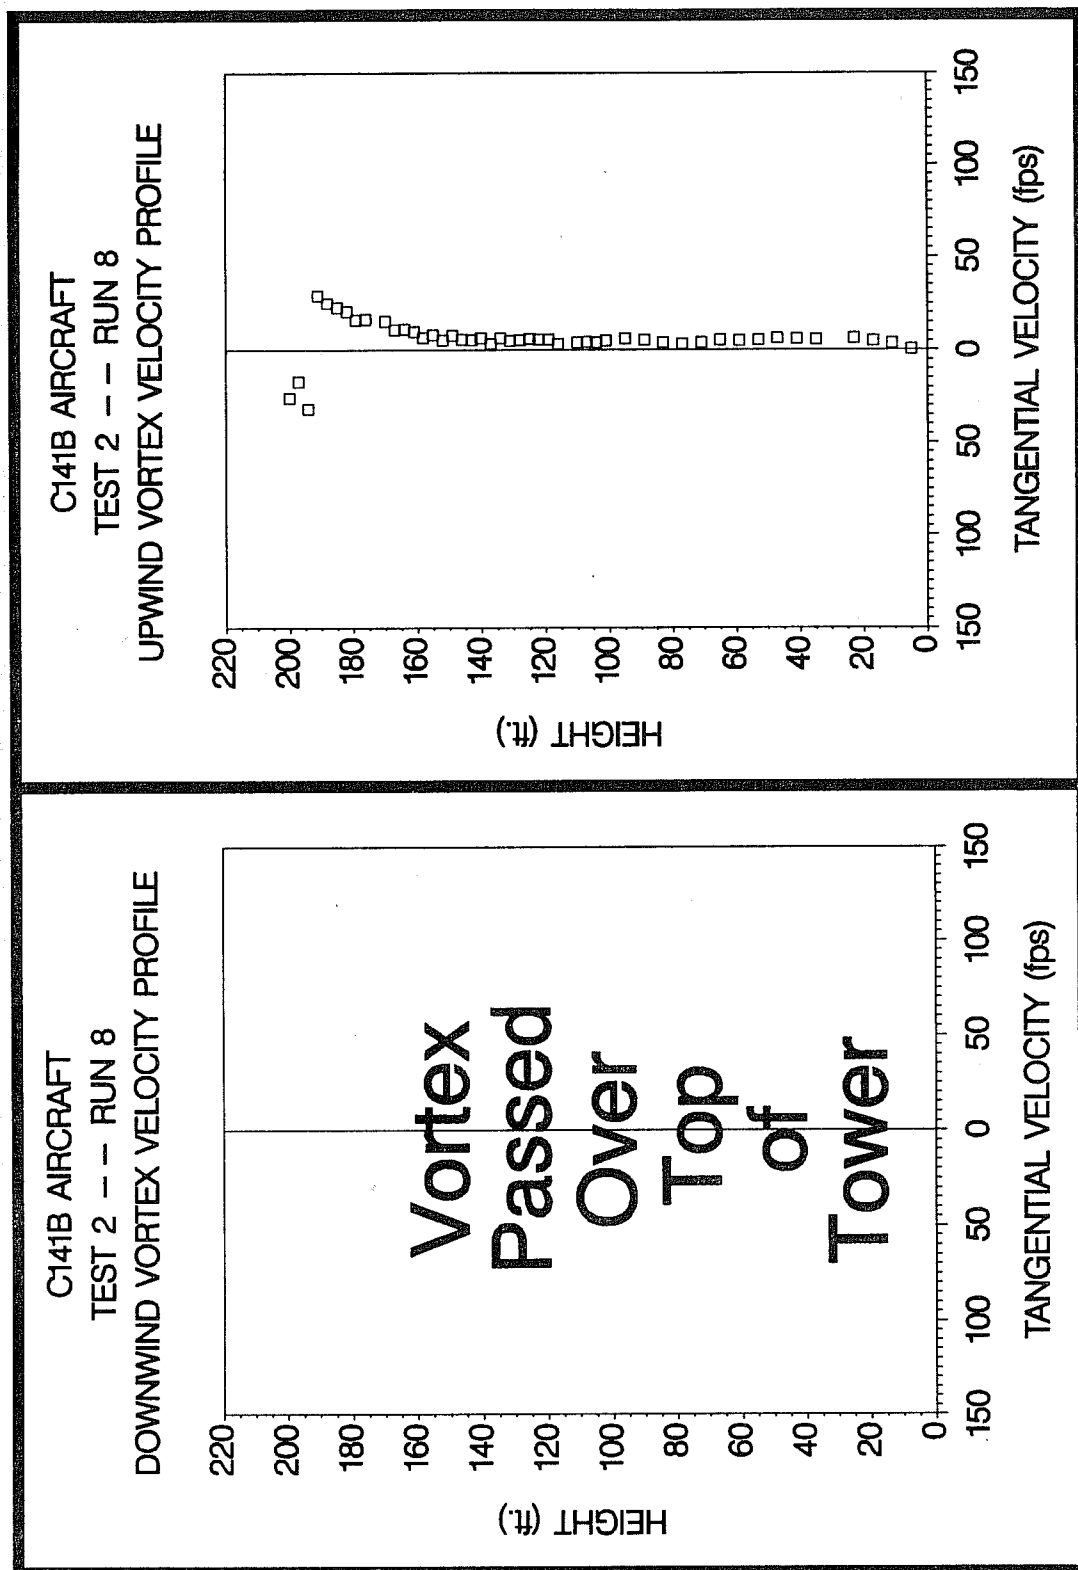 C141B AIRCRAFT
TEST 2 -- RUN 8
DOWNWIND VORTEX VELOCITY PROFILE
220
200
180
160
140
120
100
80
60
40
20
0
HEIGHT (ft.)
Vortex
Passed
Over
Top
of
Tower
150 100 50 0 50 100 150
TANGENTIAL VELOCITY (fps)
C141B AIRCRAFT
TEST 2 -- RUN 8
UPWIND VORTEX VELOCITY PROFILE
220
200
180
160
140
120
100
80
60
40
20
0
HEIGHT (ft.)
150 100 50 0 50 100 150
TANGENTIAL VELOCITY (fps)